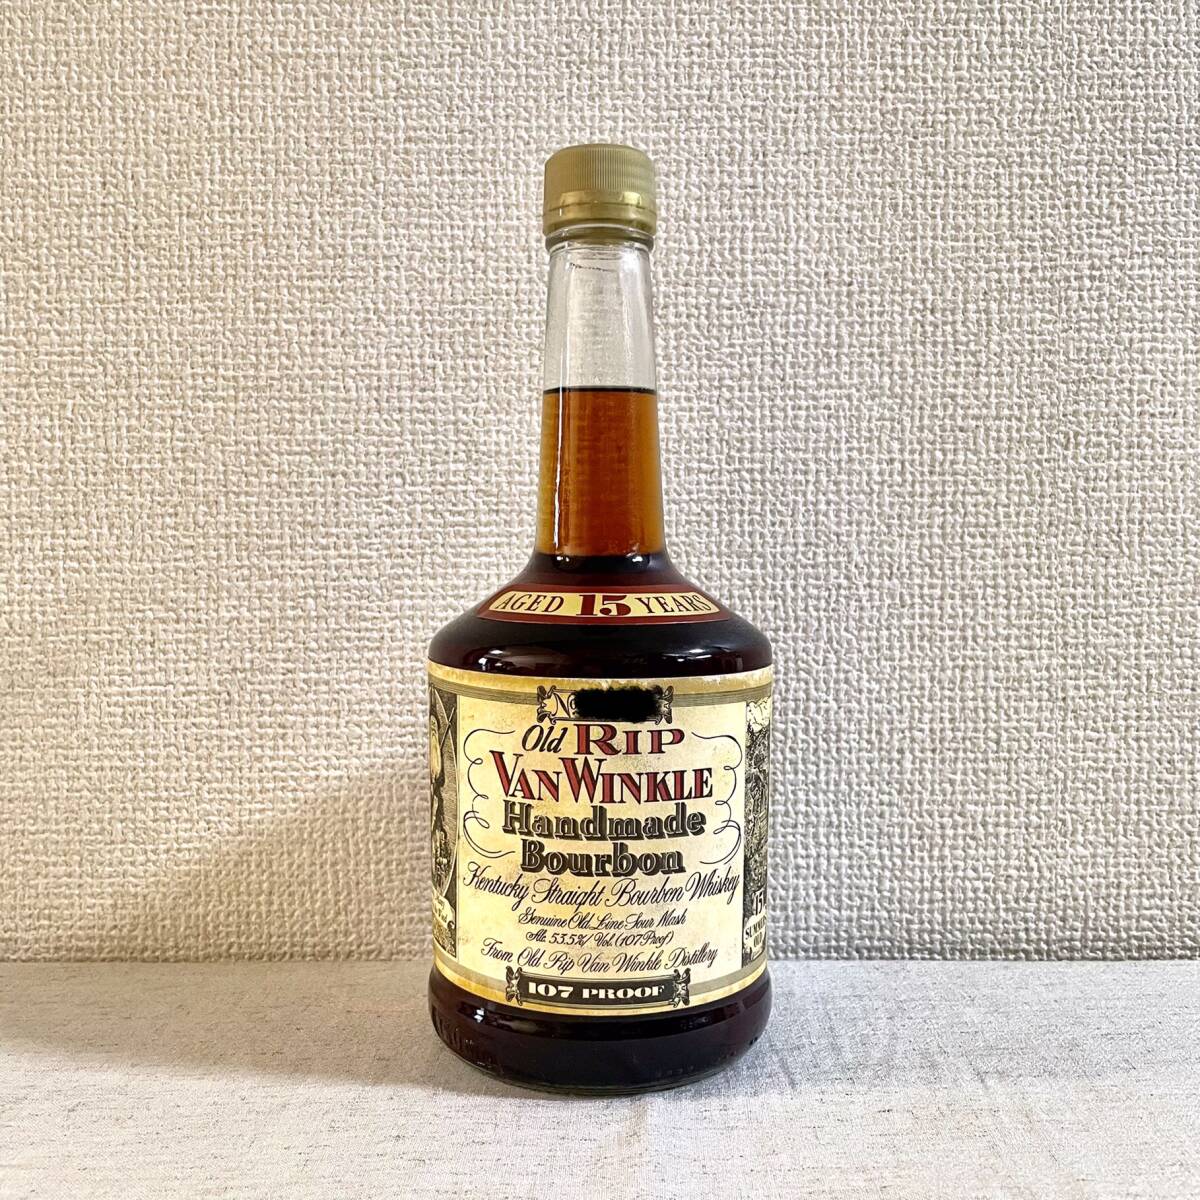 AGED 15 YEARS
Old RIP
VAN WINKLE
Handmade
Bourbon
Kentucky Straight Bourbon Whiskey
Genuine Old Line Sour Mash
Alc. 53.5%/ Vol. (107 Proof)
From Old Rip Van Winkle Distillery
107 PROOF